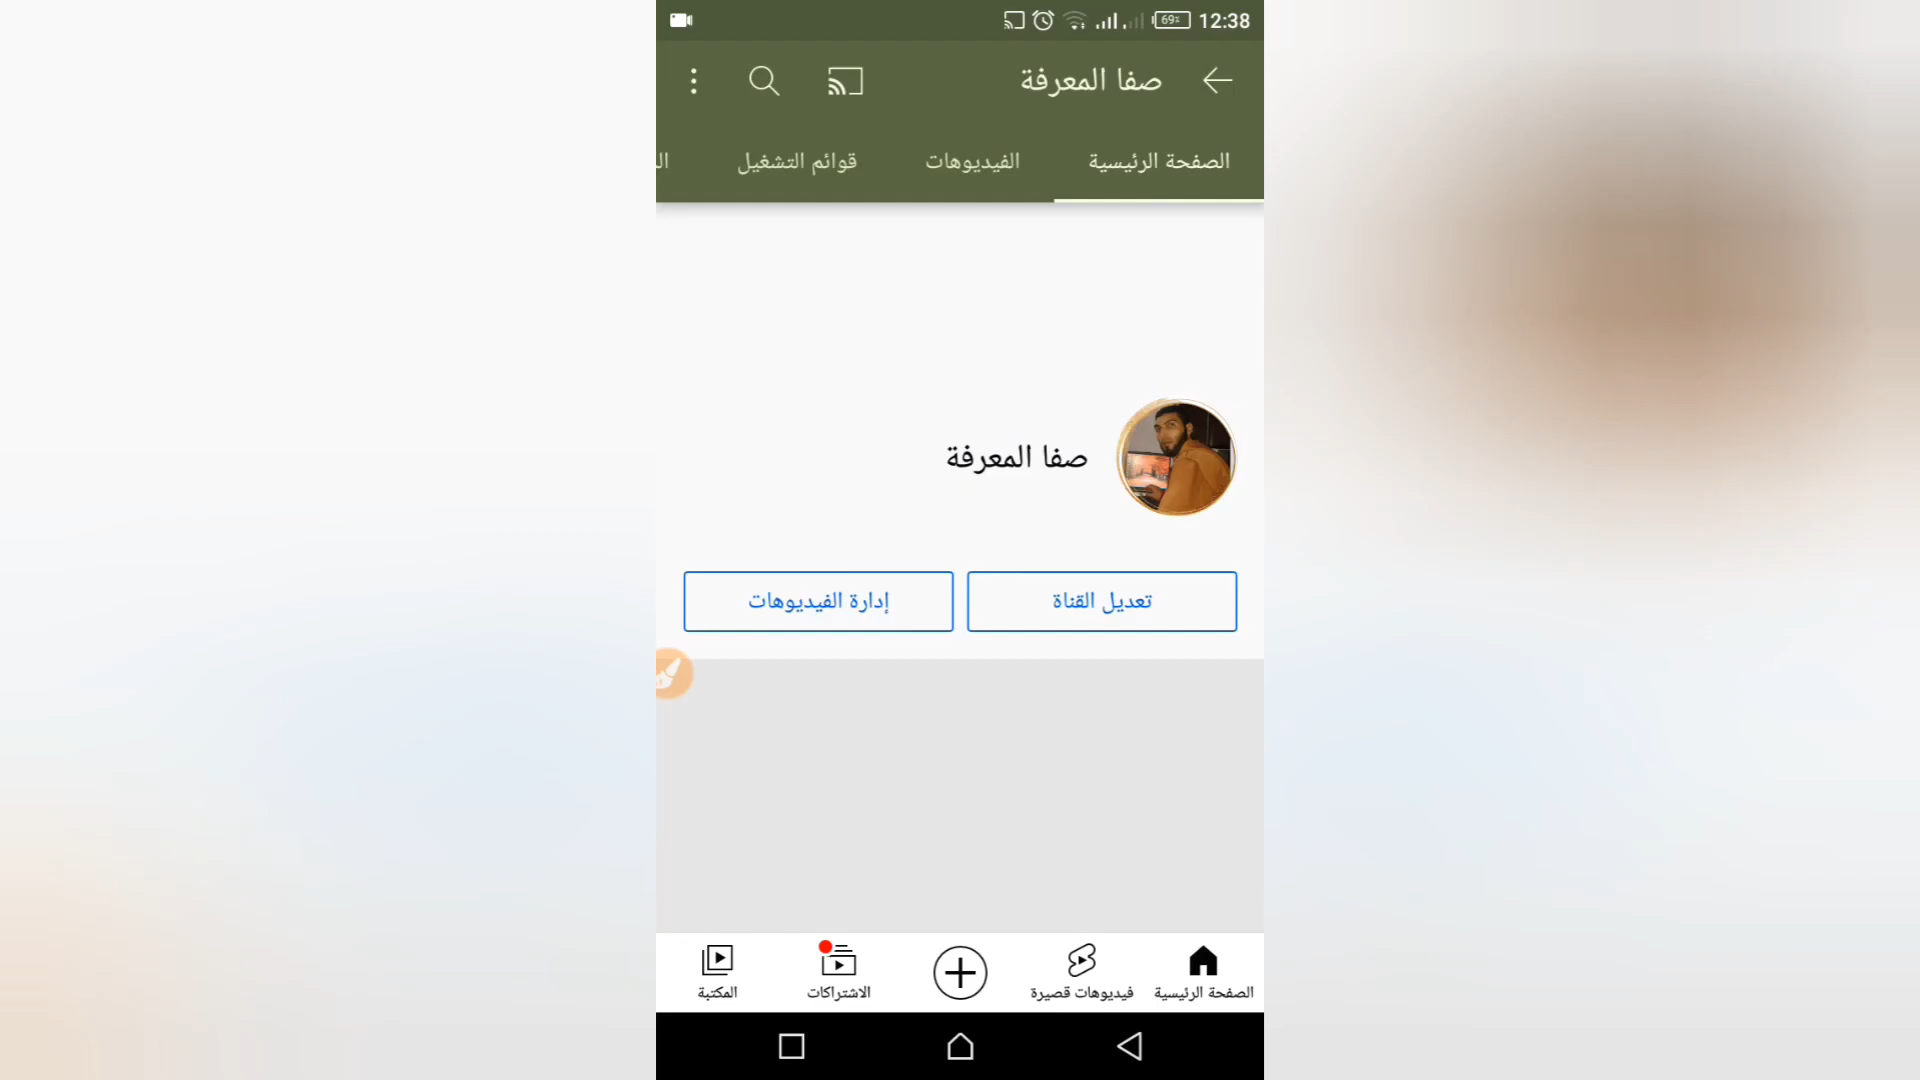 69% 12:38
صفا المعرفة
الصفحة الرئيسية الفيديوهات قوائم التشغيل
صفا المعرفة
تعديل القناة إدارة الفيديوهات
الصفحة الرئيسية فيديوهات قصيرة الاشتراكات المكتبة